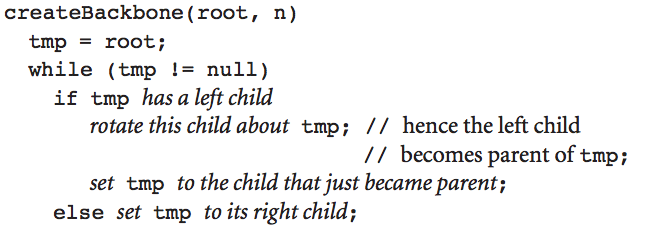 createBackbone(root, n)
tmp = root;
while (tmp != null)
if tmp has a left child
rotate this child about tmp; // hence the left child
// becomes parent of tmp;
set tmp to the child that just became parent;
else set tmp to its right child;